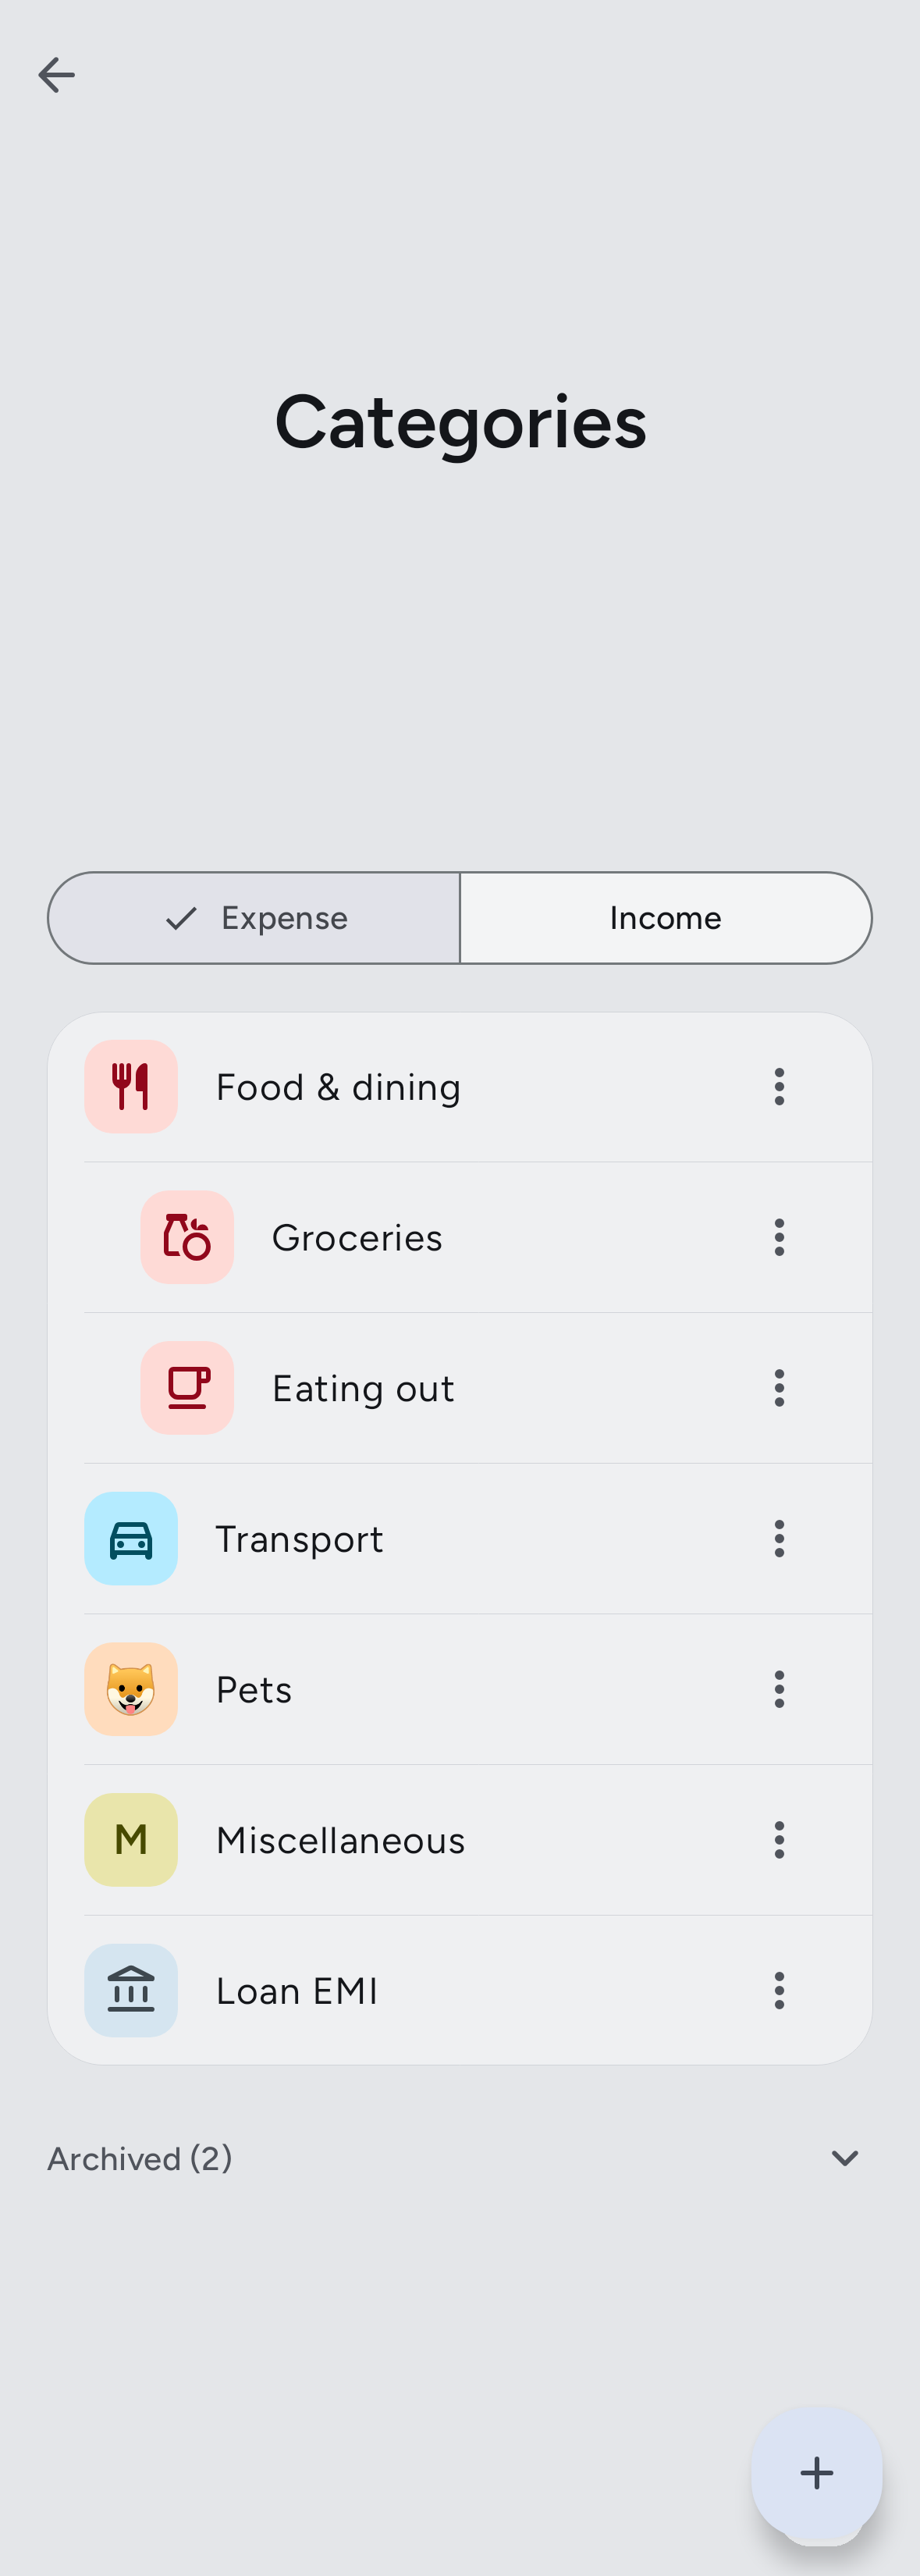 Categories
Expense
Income
Food & dining
Groceries
Eating out
Transport
Pets
M
Miscellaneous
Loan EMI
Archived (2)